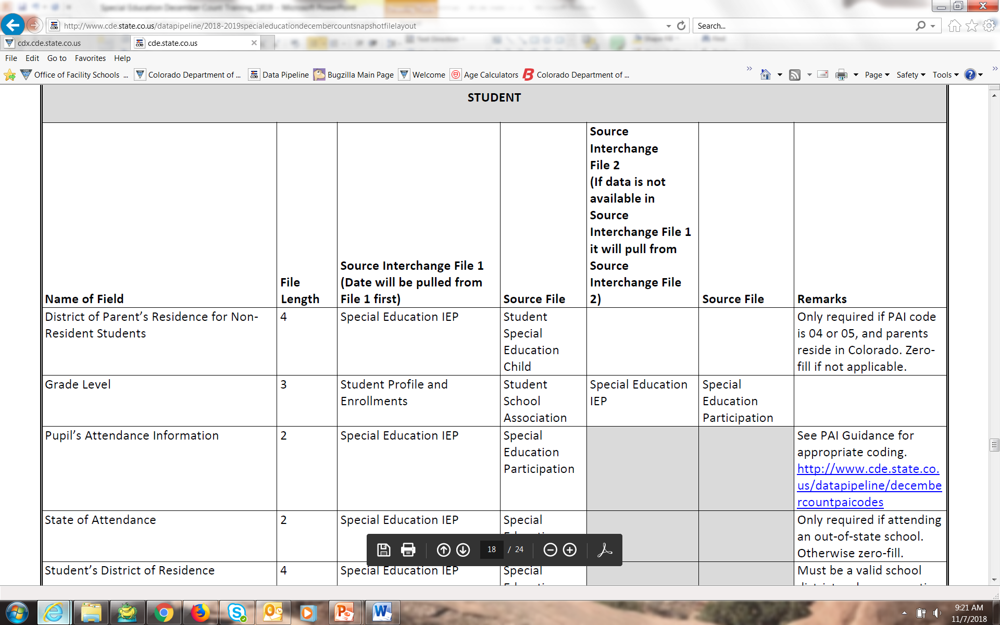 Special Education December Count Training_1819 - Microsoft PowerPoint
http://www.cde.state.co.us/datapipeline/2018-2019specialeducationdecembercountsnapshotfilelayout
Search...
cdx.cde.state.co.us
cde.state.co.us
File Edit Go to Favorites Help
Office of Facility Schools ...
Colorado Department of ...
Data Pipeline
Bugzilla Main Page
Welcome
Age Calculators
Colorado Department of ...
Page
Safety
Tools
STUDENT
Name of Field
File
Length
Source Interchange File 1
(Date will be pulled from
File 1 first)
Source File
Source
Interchange
File 2
(If data is not
available in
Source
Interchange File 1
it will pull from
Source
Interchange File
2)
Source File
Remarks
District of Parent’s Residence for Non-
Resident Students
4
Special Education IEP
Student
Special
Education
Child
Only required if PAI code
is 04 or 05, and parents
reside in Colorado. Zero-
fill if not applicable.
Grade Level
3
Student Profile and
Enrollments
Student
School
Association
Special Education
IEP
Special
Education
Participation
Pupil’s Attendance Information
2
Special Education IEP
Special
Education
Participation
See PAI Guidance for
appropriate coding.
http://www.cde.state.co.
us/datapipeline/decembe
rcountpaicodes
State of Attendance
2
Special Education IEP
Special
Only required if attending
an out-of-state school.
Otherwise zero-fill.
Student’s District of Residence
4
Special Education IEP
Special
Must be a valid school
18 / 24
9:21 AM
11/7/2018